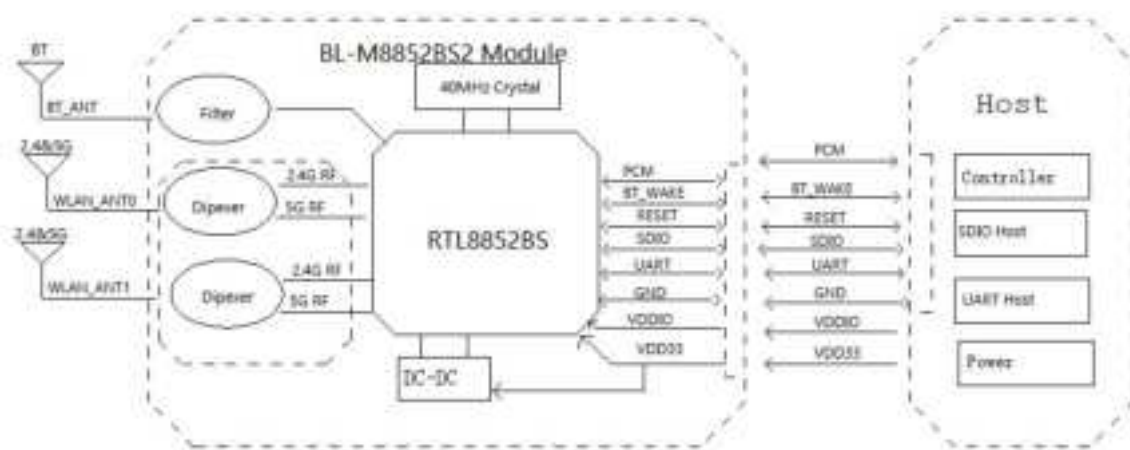 BL-M8852BS2 Module
BT
BT_ANT
Filter
40MHz Crystal
Host
2.4&5G
WLAN_ANT0
Dipexer
2.4G RF
5G RF
RTL8852BS
PCM
BT_WAKE
RESET
SDIO
UART
GND
VDDIO
VDD33
PCM
BT_WAKE
RESET
SDIO
UART
GND
VDDIO
VDD33
Controller
SDIO Host
UART Host
Power
2.4&5G
WLAN_ANT1
Dipexer
2.4G RF
5G RF
DC-DC